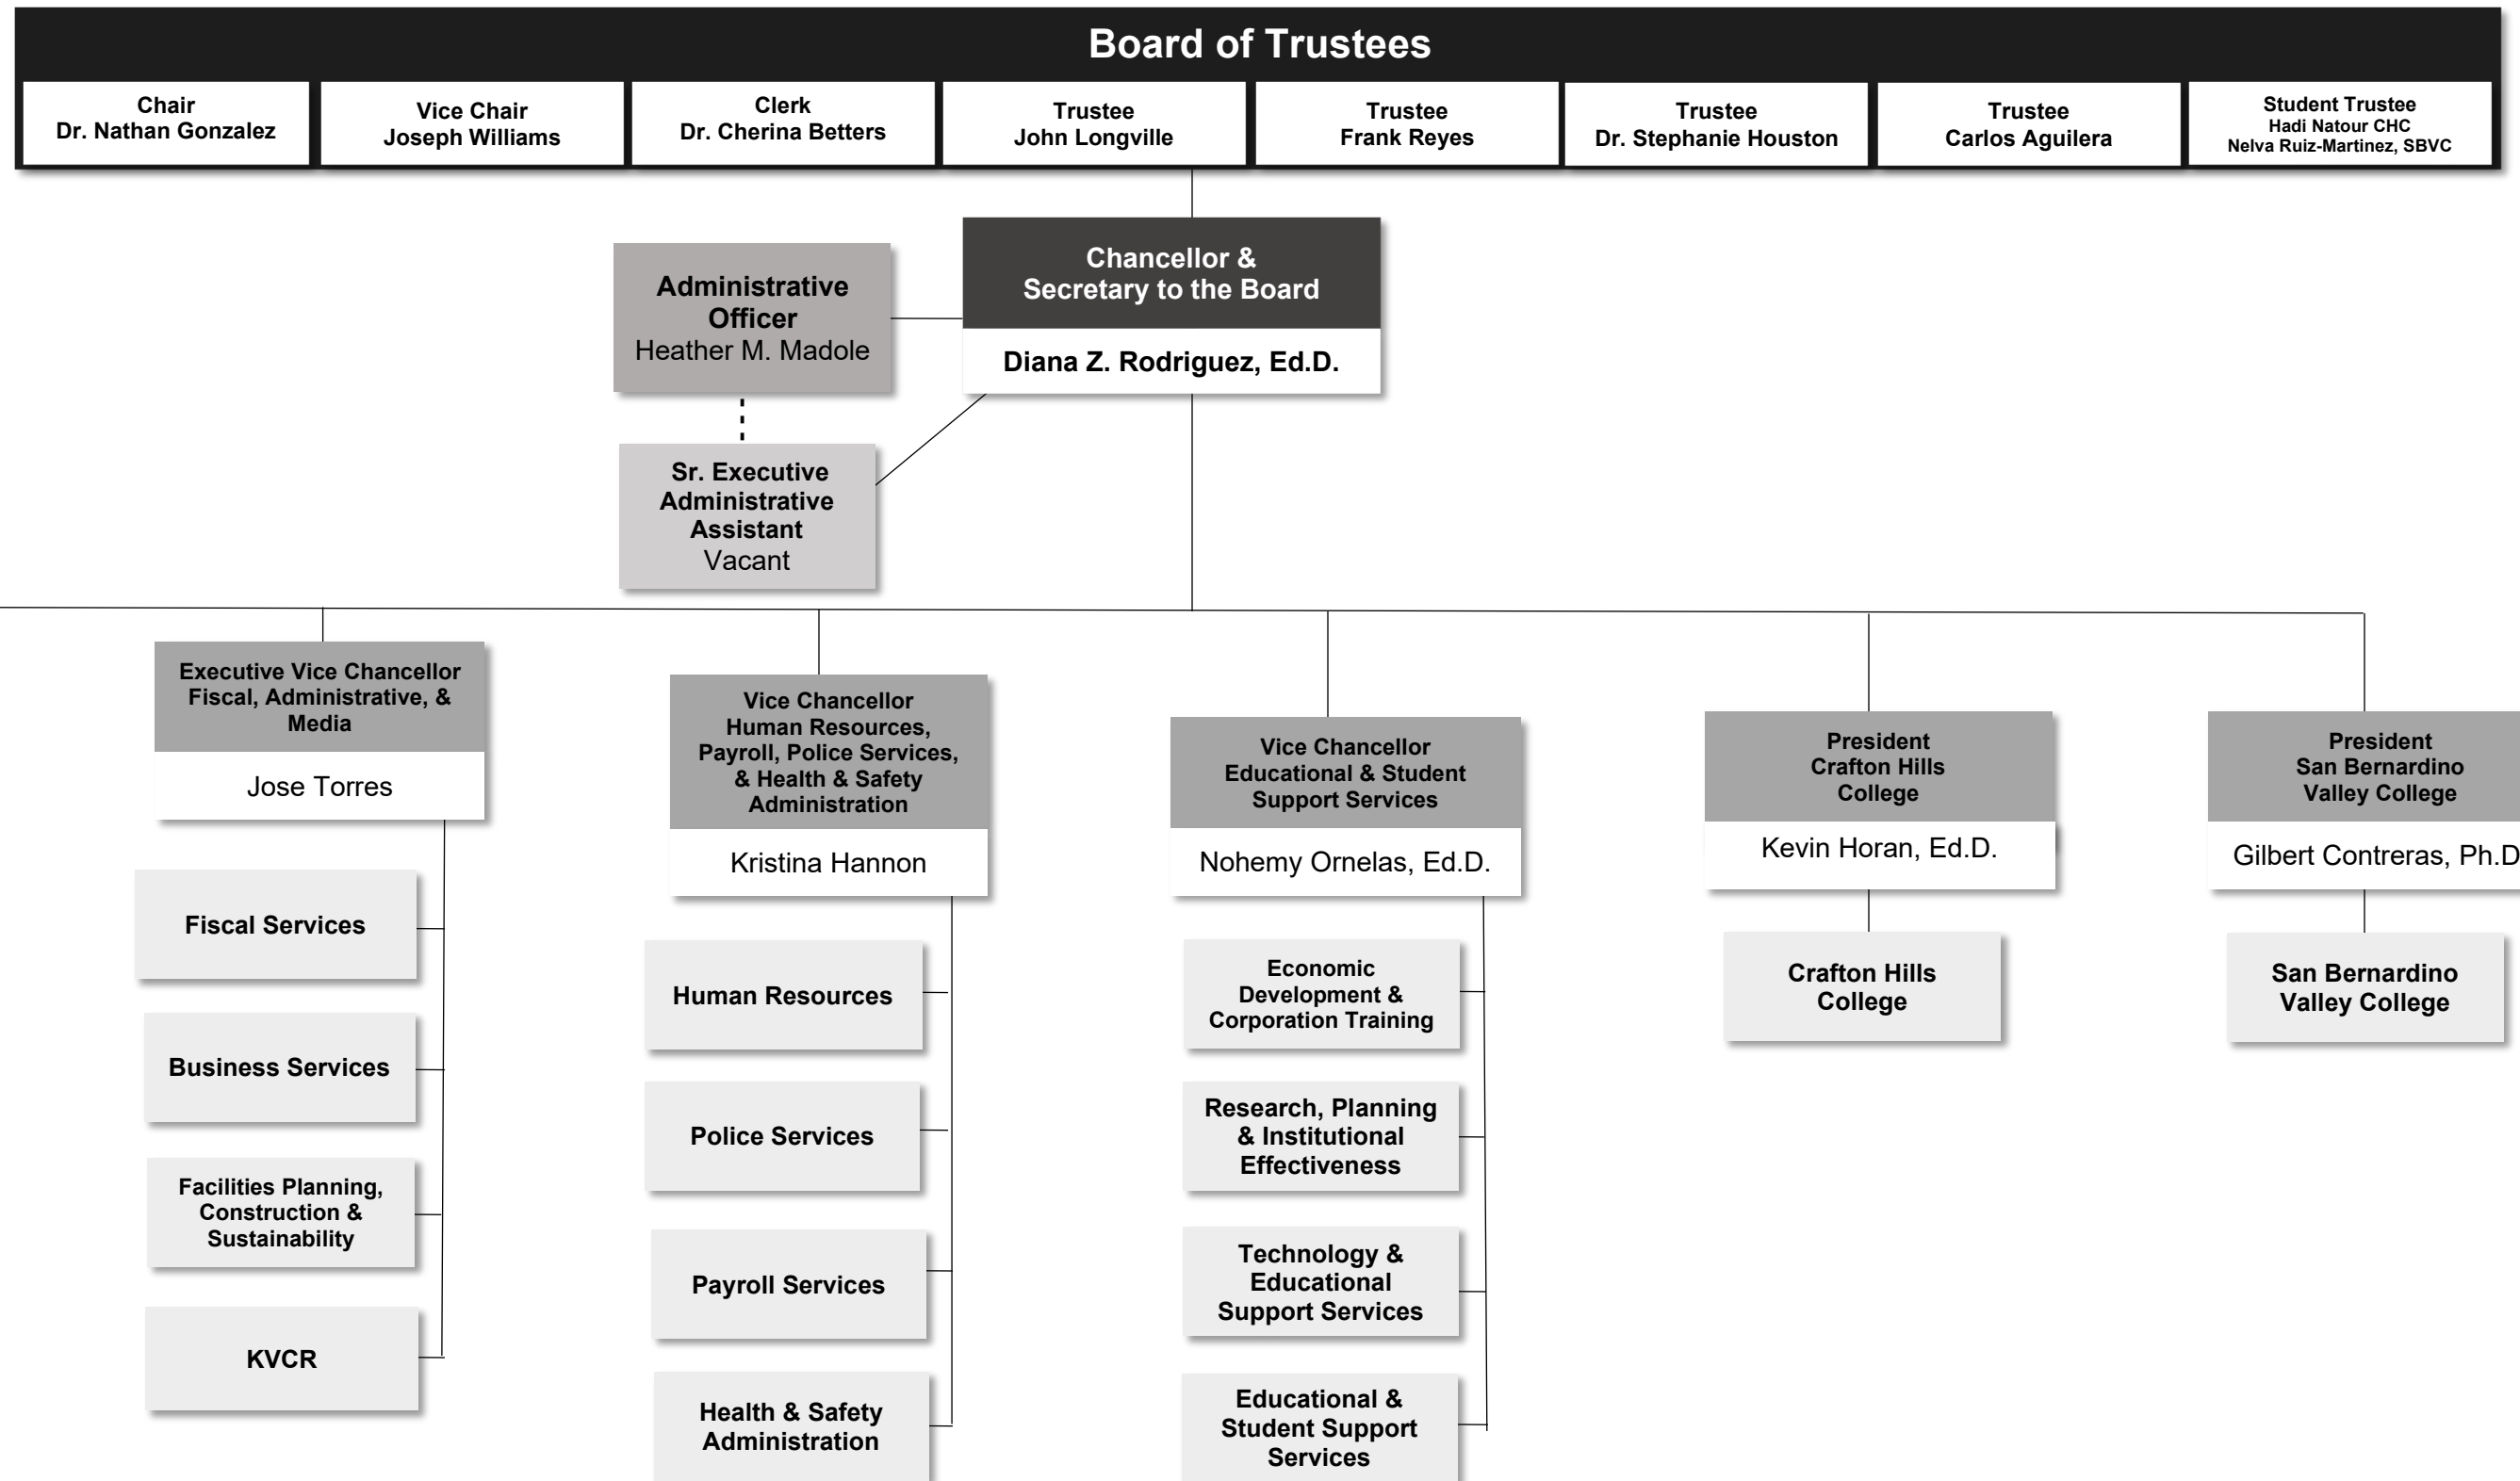 Board of Trustees
Chair
Dr. Nathan Gonzalez
Vice Chair
Joseph Williams
Clerk
Dr. Cherina Betters
Trustee
John Longville
Trustee
Frank Reyes
Trustee
Dr. Stephanie Houston
Trustee
Carlos Aguilera
Student Trustee
Hadi Natour CHC
Nelva Ruiz-Martinez, SBVC
Chancellor &
Secretary to the Board
Diana Z. Rodriguez, Ed.D.
Administrative
Officer
Heather M. Madole
Sr. Executive
Administrative
Assistant
Vacant
Executive Vice Chancellor
Fiscal, Administrative, &
Media
Jose Torres
Fiscal Services
Business Services
Facilities Planning,
Construction &
Sustainability
KVCR
Vice Chancellor
Human Resources,
Payroll, Police Services,
& Health & Safety
Administration
Kristina Hannon
Human Resources
Police Services
Payroll Services
Health & Safety
Administration
Vice Chancellor
Educational & Student
Support Services
Nohemy Ornelas, Ed.D.
Economic
Development &
Corporation Training
Research, Planning
& Institutional
Effectiveness
Technology &
Educational
Support Services
Educational &
Student Support
Services
President
Crafton Hills
College
Kevin Horan, Ed.D.
Crafton Hills
College
President
San Bernardino
Valley College
Gilbert Contreras, Ph.D
San Bernardino
Valley College